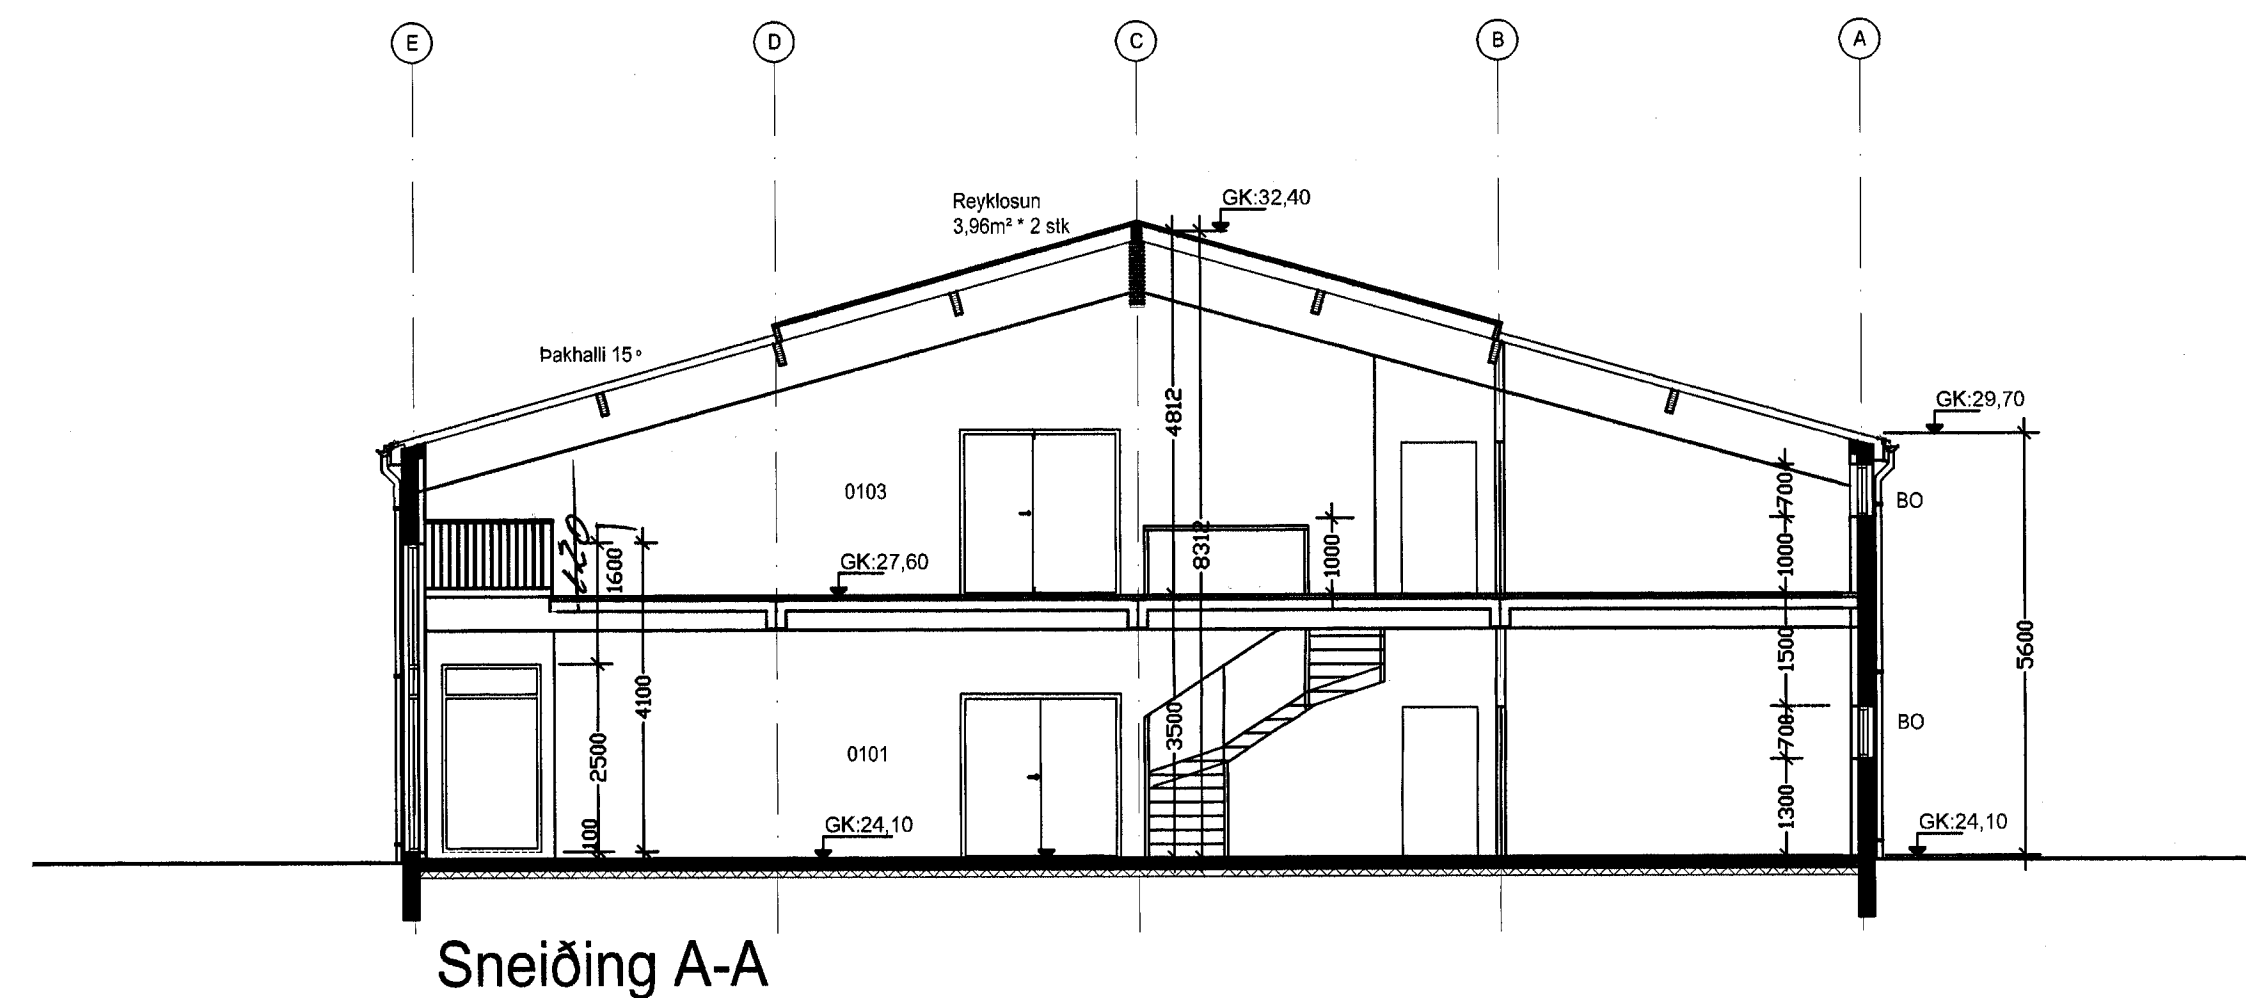 E
D
C
B
A
Reyklosun
3,96m² * 2 stk
GK:32,40
Þakhalli 15°
GK:29,70
4812
0103
700
BO
8312
1000
1000
120
1600
GK:27,60
1500
5600
4100
3500
700
BO
2500
0101
1300
100
GK:24,10
GK:24,10
Sneiðing A-A